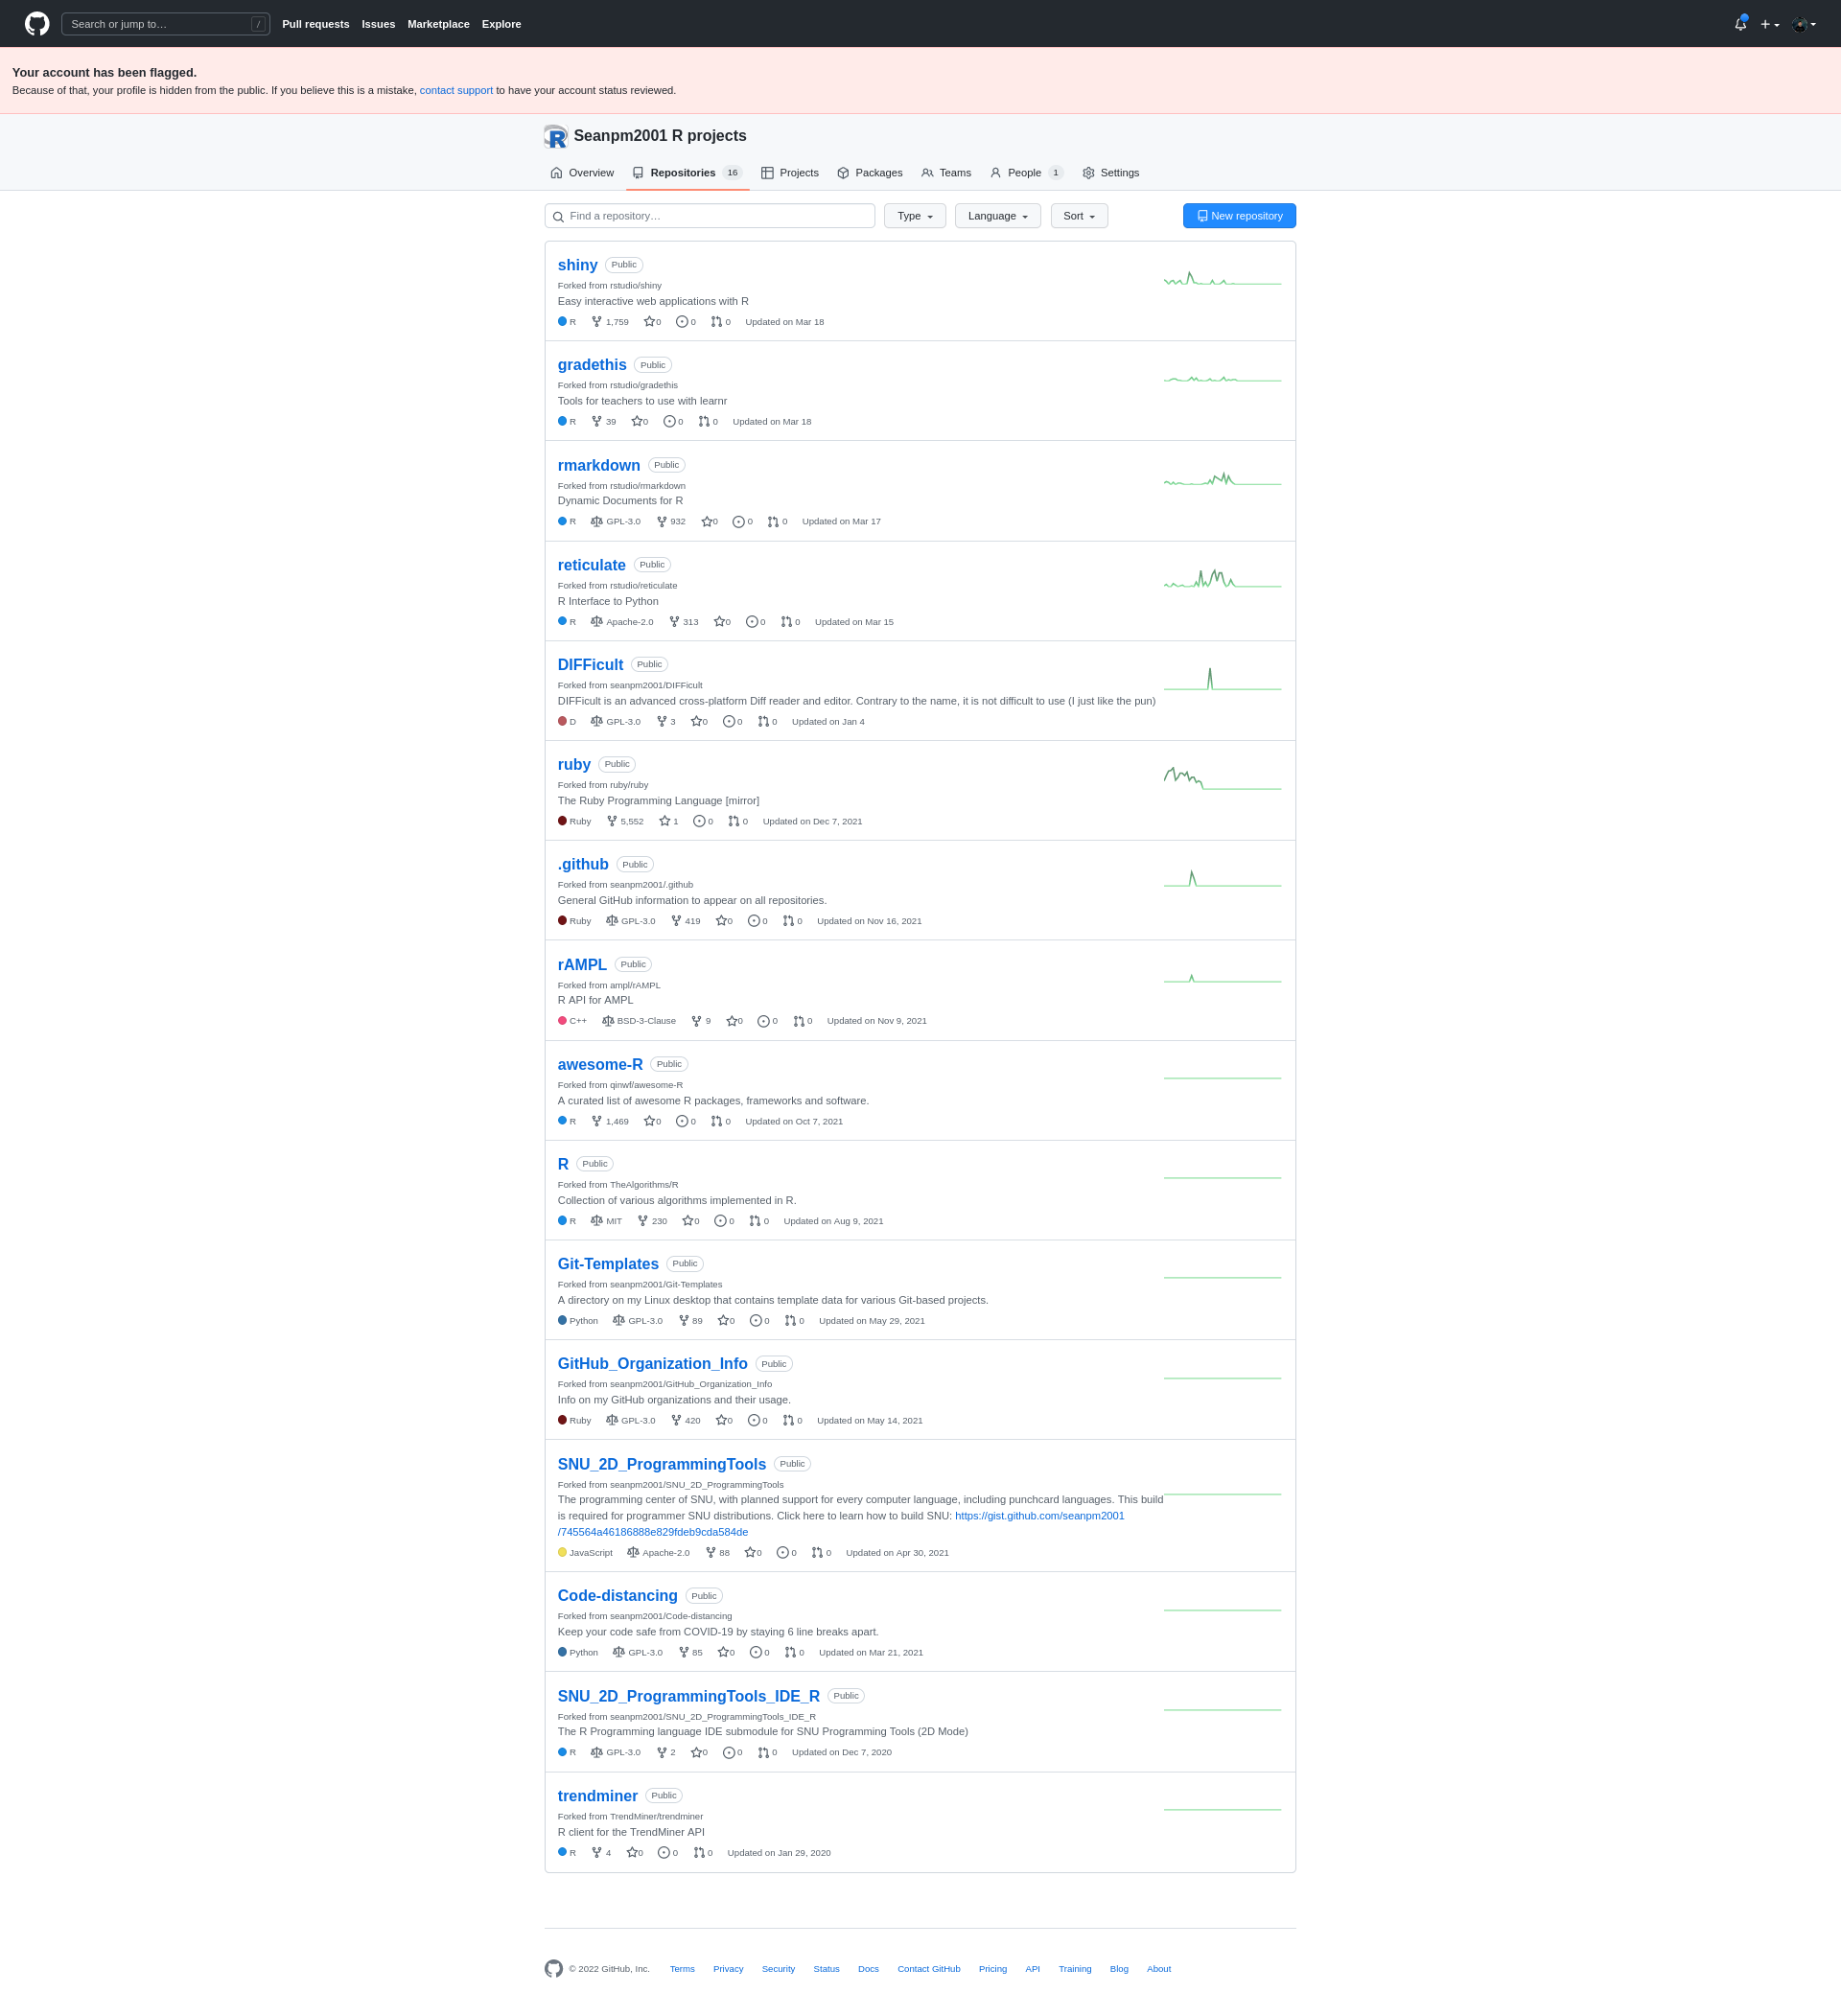 Search or jump to… /
Pull requests Issues Marketplace Explore
Your account has been flagged.
Because of that, your profile is hidden from the public. If you believe this is a mistake, contact support to have your account status reviewed.
R Seanpm2001 R projects
Overview Repositories 16 Projects Packages Teams People 1 Settings
Find a repository… Type Language Sort New repository
shiny Public
Forked from rstudio/shiny
Easy interactive web applications with R
R 1,759 0 0 0 Updated on Mar 18
gradethis Public
Forked from rstudio/gradethis
Tools for teachers to use with learnr
R 39 0 0 0 Updated on Mar 18
rmarkdown Public
Forked from rstudio/rmarkdown
Dynamic Documents for R
R GPL-3.0 932 0 0 0 Updated on Mar 17
reticulate Public
Forked from rstudio/reticulate
R Interface to Python
R Apache-2.0 313 0 0 0 Updated on Mar 15
DIFFicult Public
Forked from seanpm2001/DIFFicult
DIFFicult is an advanced cross-platform Diff reader and editor. Contrary to the name, it is not difficult to use (I just like the pun)
D GPL-3.0 3 0 0 0 Updated on Jan 4
ruby Public
Forked from ruby/ruby
The Ruby Programming Language [mirror]
Ruby 5,552 1 0 0 Updated on Dec 7, 2021
.github Public
Forked from seanpm2001/.github
General GitHub information to appear on all repositories.
Ruby GPL-3.0 419 0 0 0 Updated on Nov 16, 2021
rAMPL Public
Forked from ampl/rAMPL
R API for AMPL
C++ BSD-3-Clause 9 0 0 0 Updated on Nov 9, 2021
awesome-R Public
Forked from qinwf/awesome-R
A curated list of awesome R packages, frameworks and software.
R 1,469 0 0 0 Updated on Oct 7, 2021
R Public
Forked from TheAlgorithms/R
Collection of various algorithms implemented in R.
R MIT 230 0 0 0 Updated on Aug 9, 2021
Git-Templates Public
Forked from seanpm2001/Git-Templates
A directory on my Linux desktop that contains template data for various Git-based projects.
Python GPL-3.0 89 0 0 0 Updated on May 29, 2021
GitHub_Organization_Info Public
Forked from seanpm2001/GitHub_Organization_Info
Info on my GitHub organizations and their usage.
Ruby GPL-3.0 420 0 0 0 Updated on May 14, 2021
SNU_2D_ProgrammingTools Public
Forked from seanpm2001/SNU_2D_ProgrammingTools
The programming center of SNU, with planned support for every computer language, including punchcard languages. This build
is required for programmer SNU distributions. Click here to learn how to build SNU: https://gist.github.com/seanpm2001
/745564a46186888e829fdeb9cda584de
JavaScript Apache-2.0 88 0 0 0 Updated on Apr 30, 2021
Code-distancing Public
Forked from seanpm2001/Code-distancing
Keep your code safe from COVID-19 by staying 6 line breaks apart.
Python GPL-3.0 85 0 0 0 Updated on Mar 21, 2021
SNU_2D_ProgrammingTools_IDE_R Public
Forked from seanpm2001/SNU_2D_ProgrammingTools_IDE_R
The R Programming language IDE submodule for SNU Programming Tools (2D Mode)
R GPL-3.0 2 0 0 0 Updated on Dec 7, 2020
trendminer Public
Forked from TrendMiner/trendminer
R client for the TrendMiner API
R 4 0 0 0 Updated on Jan 29, 2020
© 2022 GitHub, Inc. Terms Privacy Security Status Docs Contact GitHub Pricing API Training Blog About